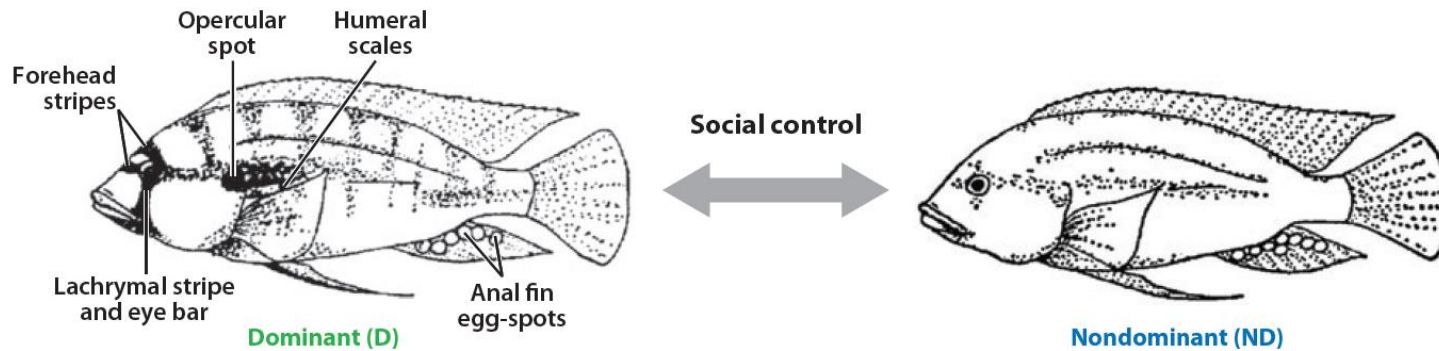 Opercular
spot
Humeral
scales
Forehead
stripes
Social control
Lachrymal stripe
and eye bar
Anal fin
egg-spots
Dominant (D)
Nondominant (ND)